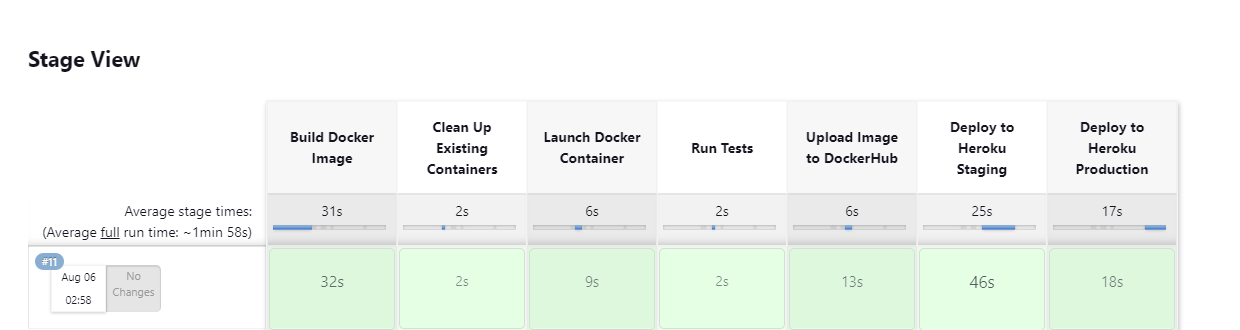 Stage View
Build Docker
Image
Clean Up
Existing
Containers
Launch Docker
Container
Run Tests
Upload Image
to DockerHub
Deploy to
Heroku
Staging
Deploy to
Heroku
Production
Average stage times:
(Average full run time: ~1min 58s)
31s
2s
6s
2s
6s
25s
17s
#11
Aug 06
02:58
No
Changes
32s
2s
9s
2s
13s
46s
18s